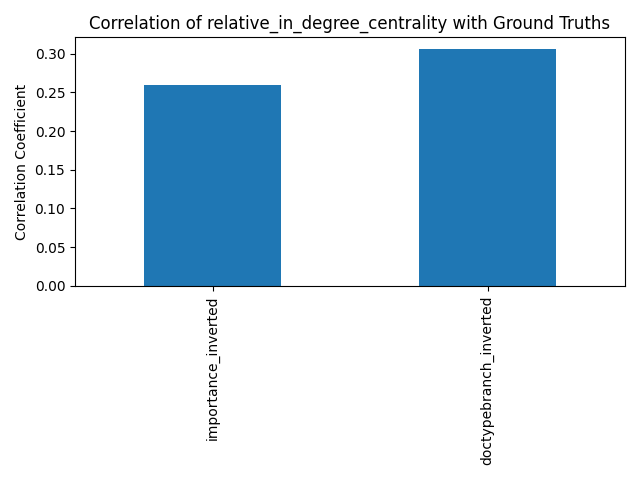 Correlation of relative_in_degree_centrality with Ground Truths
Correlation Coefficient
0.30
0.25
0.20
0.15
0.10
0.05
0.00
importance_inverted
doctypebranch_inverted